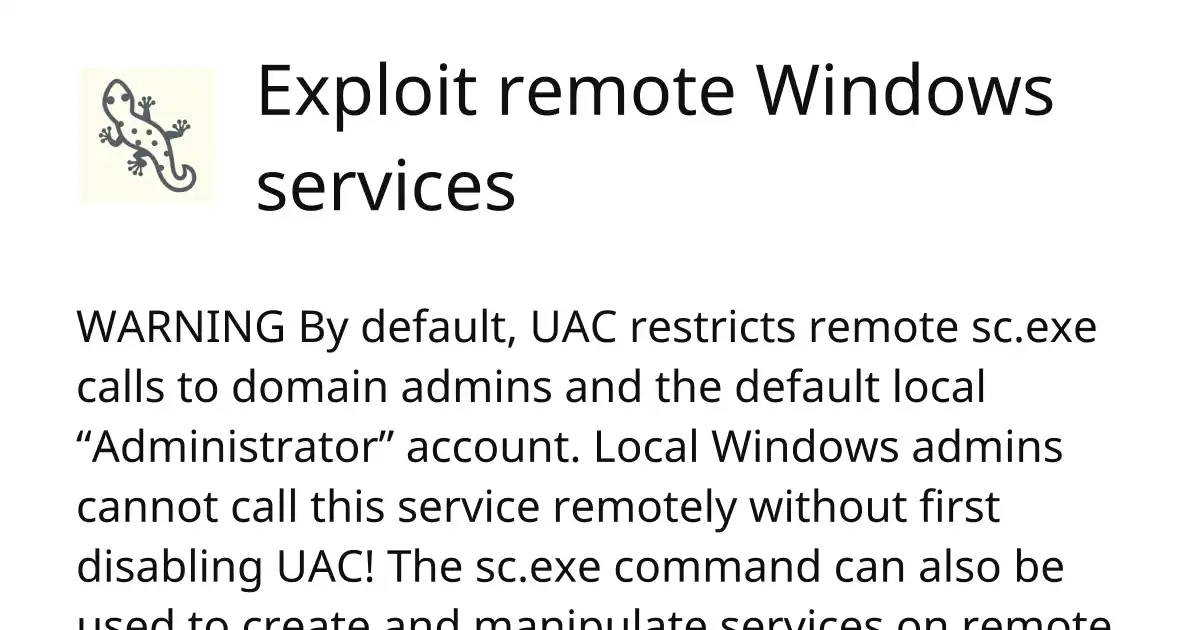 Exploit remote Windows
services
WARNING By default, UAC restricts remote sc.exe
calls to domain admins and the default local
“Administrator” account. Local Windows admins
cannot call this service remotely without first
disabling UAC! The sc.exe command can also be
used to create and manipulate services on remote